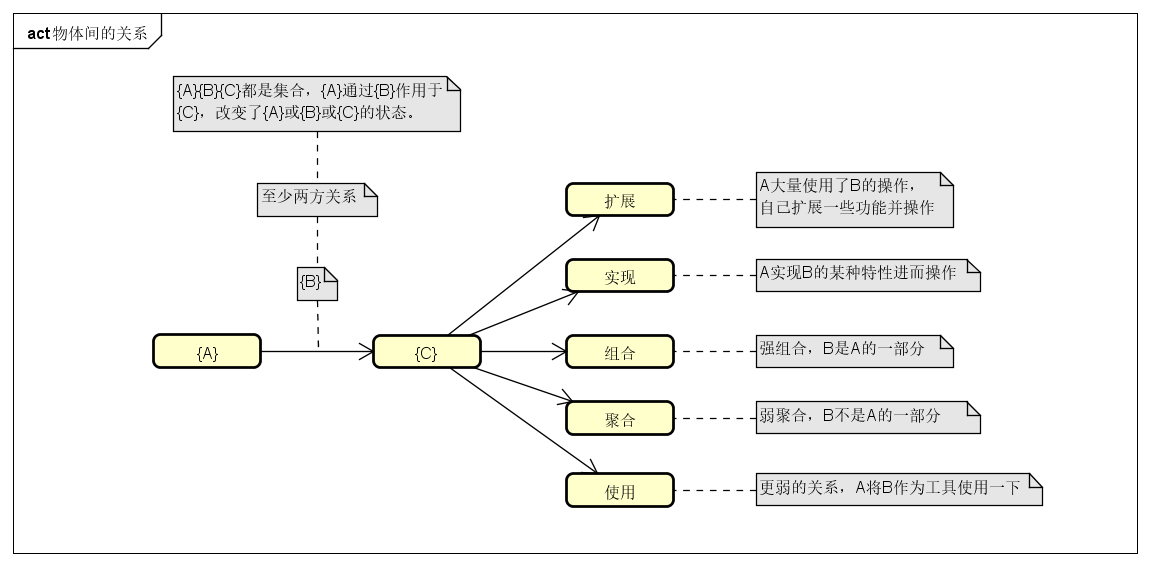 act 物体间的关系
{A}{B}{C}都是集合，{A}通过{B}作用于
{C}，改变了{A}或{B}或{C}的状态。
至少两方关系
{B}
{A}
{C}
扩展
A大量使用了B的操作，
自己扩展一些功能并操作
实现
A实现B的某种特性进而操作
组合
强组合，B是A的一部分
聚合
弱聚合，B不是A的一部分
使用
更弱的关系，A将B作为工具使用一下